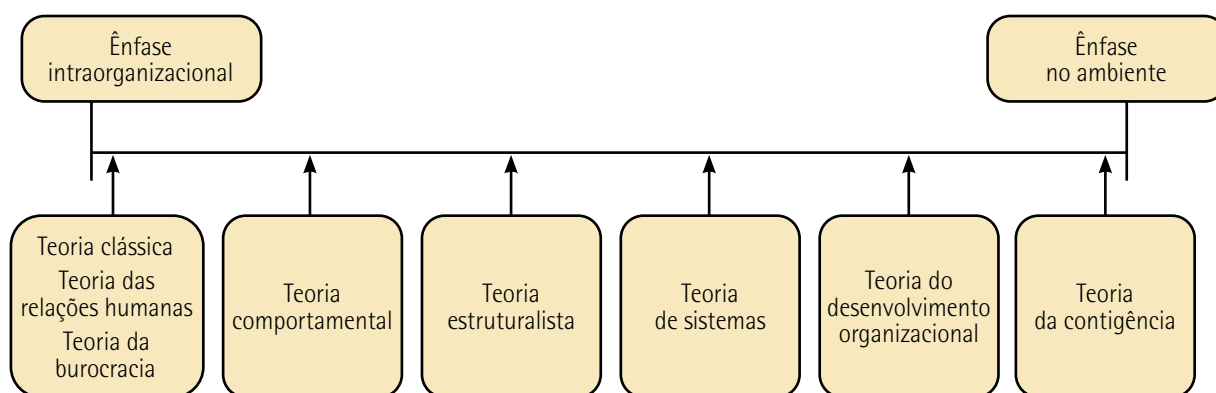 Ênfase
intraorganizacional
Ênfase
no ambiente
Teoria clássica
Teoria das
relações humanas
Teoria da
burocracia
Teoria
comportamental
Teoria
estruturalista
Teoria
de sistemas
Teoria do
desenvolvimento
organizacional
Teoria
da contigência